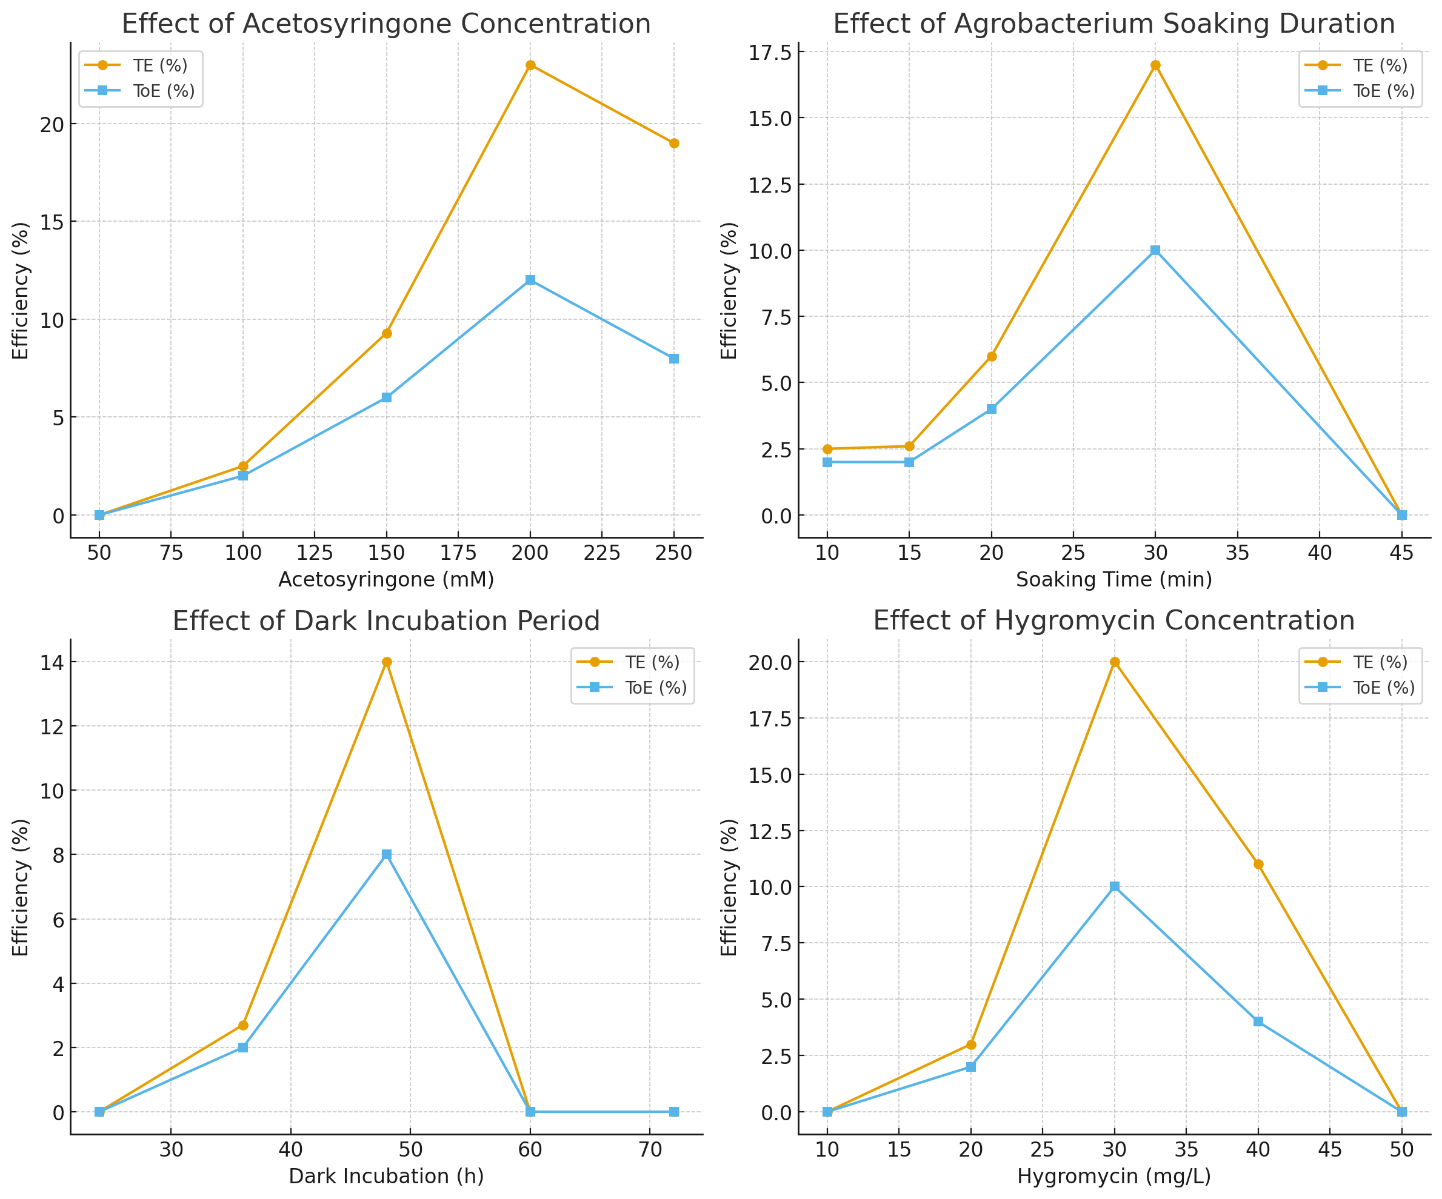 Effect of Acetosyringone Concentration
TE (%)
ToE (%)
Efficiency (%)
20
15
10
5
0
50 75 100 125 150 175 200 225 250
Acetosyringone (mM)
Effect of Agrobacterium Soaking Duration
TE (%)
ToE (%)
Efficiency (%)
17.5
15.0
12.5
10.0
7.5
5.0
2.5
0.0
10 15 20 25 30 35 40 45
Soaking Time (min)
Effect of Dark Incubation Period
TE (%)
ToE (%)
Efficiency (%)
14
12
10
8
6
4
2
0
30 40 50 60 70
Dark Incubation (h)
Effect of Hygromycin Concentration
TE (%)
ToE (%)
Efficiency (%)
20.0
17.5
15.0
12.5
10.0
7.5
5.0
2.5
0.0
10 15 20 25 30 35 40 45 50
Hygromycin (mg/L)